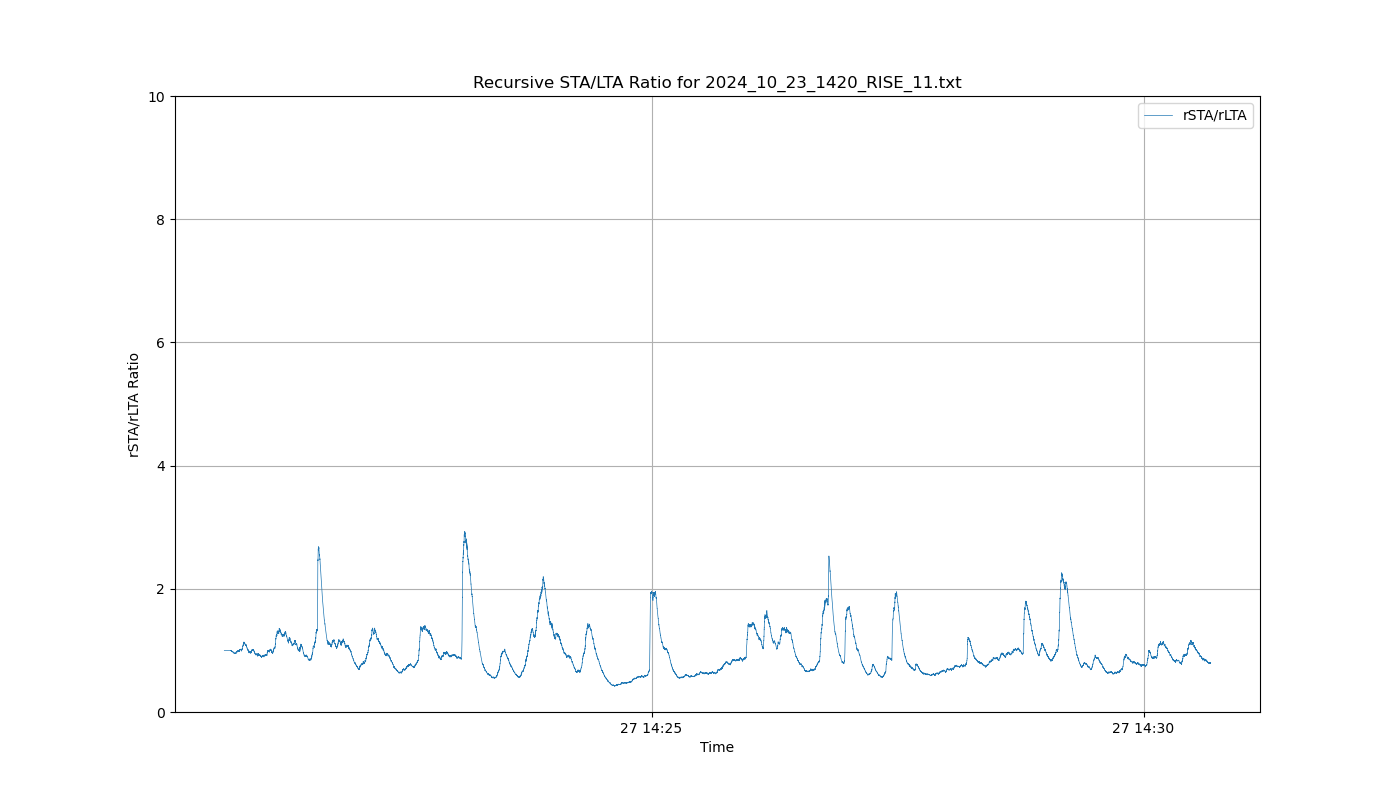 Recursive STA/LTA Ratio for 2024_10_23_1420_RISE_11.txt
rSTA/rLTA
10
8
6
4
2
0
rSTA/rLTA Ratio
27 14:25
27 14:30
Time